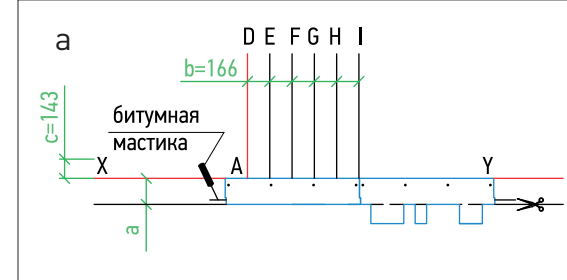 а
D E F G H I
b=166
c=143
битумная
мастика
X A Y
a